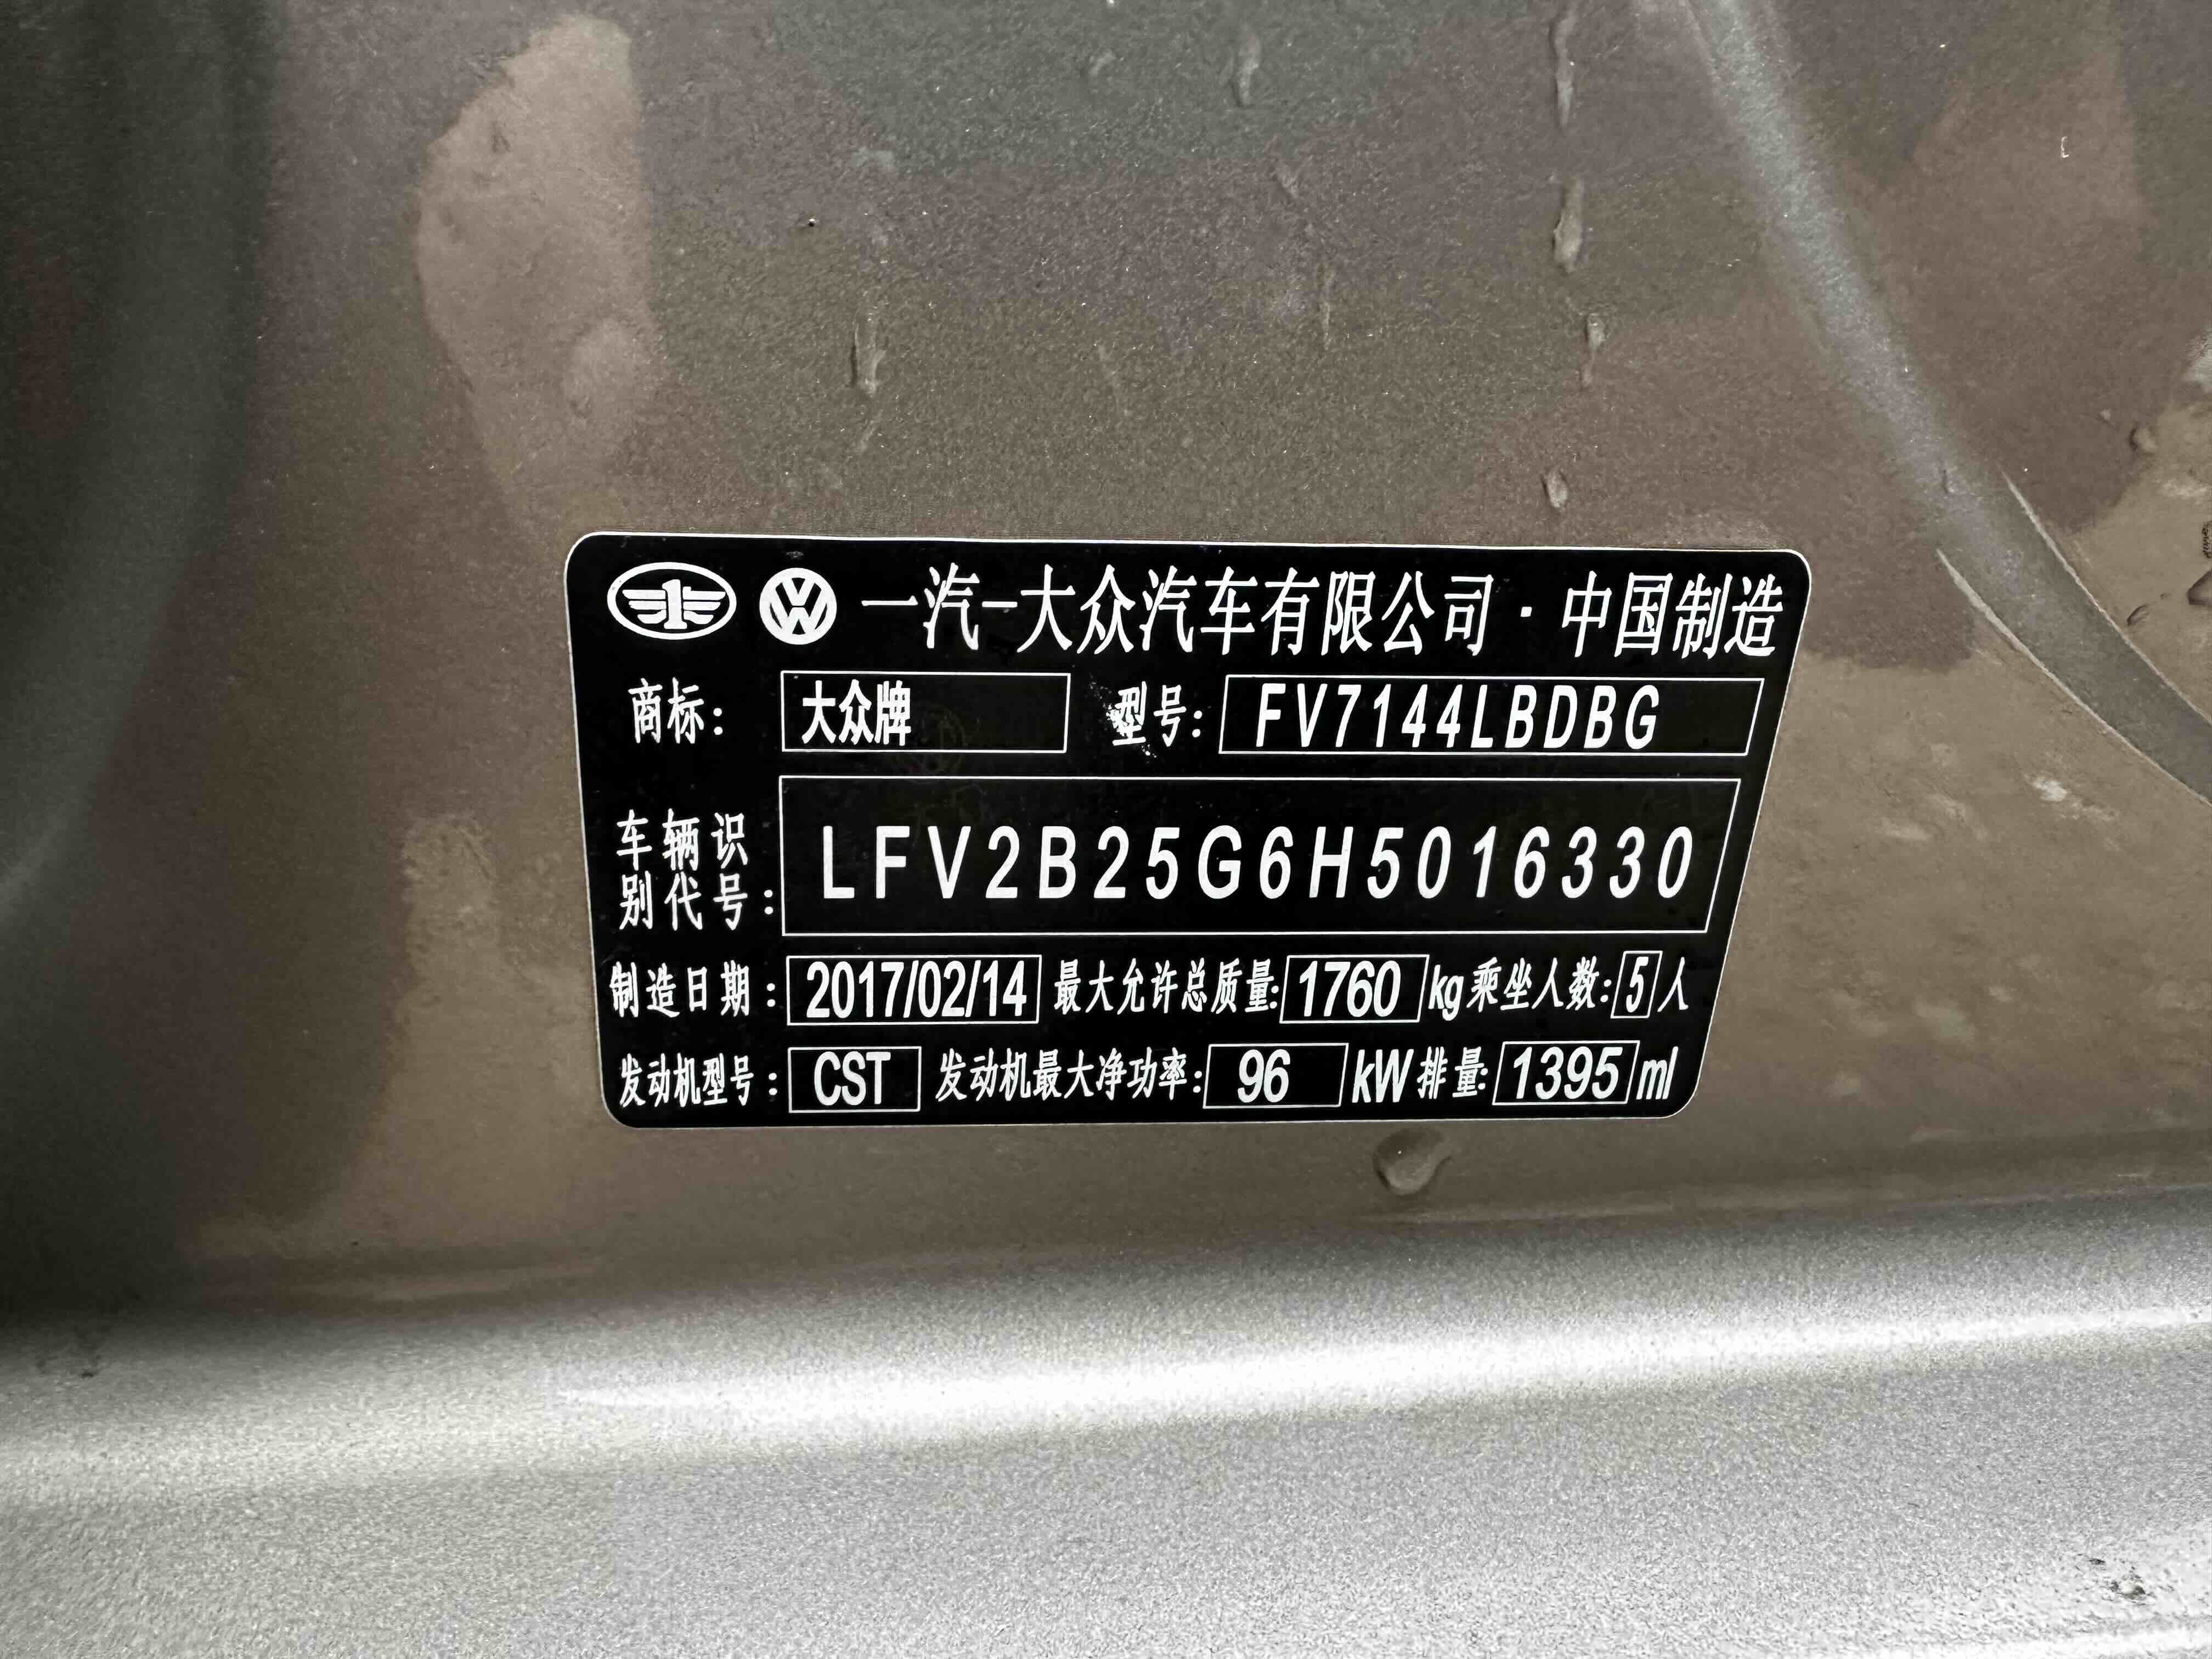 一汽-大众汽车有限公司·中国制造
商标: 大众牌 型号: FV7144LBDBG
车辆识别代号: LFV2B25G6H5016330
制造日期: 2017/02/14 最大允许总质量: 1760 kg 乘坐人数: 5 人
发动机型号: CST 发动机最大净功率: 96 kW 排量: 1395 ml